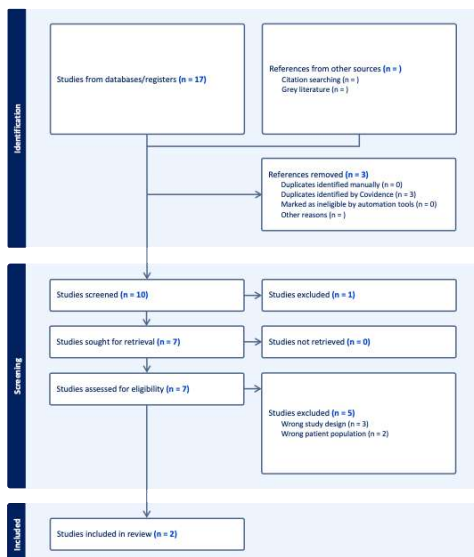 Identification
Studies from databases/registers (n = 17)
References from other sources (n = )
Citation searching (n = )
Grey literature (n = )
References removed (n = 3)
Duplicates identified manually (n = 0)
Duplicates identified by Covidence (n = 3)
Marked as ineligible by automation tools (n = 0)
Other reasons (n = )
Screening
Studies screened (n = 10)
Studies excluded (n = 1)
Studies sought for retrieval (n = 7)
Studies not retrieved (n = 0)
Studies assessed for eligibility (n = 7)
Studies excluded (n = 5)
Wrong study design (n = 3)
Wrong patient population (n = 2)
Included
Studies included in review (n = 2)